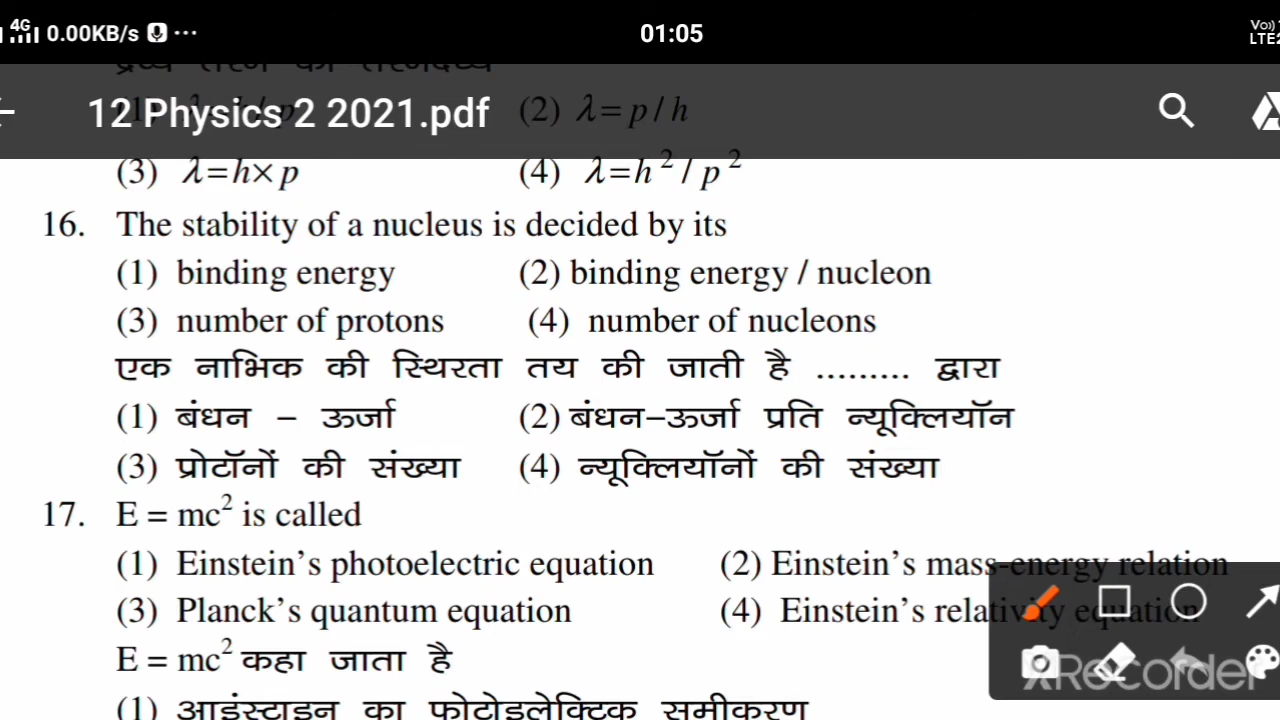 4G 0.00KB/s ... 01:05 Vo)) LTE2
12 Physics 2 2021.pdf
(2) λ = p / h
(3) λ = h × p (4) λ = h² / p²
16. The stability of a nucleus is decided by its
(1) binding energy (2) binding energy / nucleon
(3) number of protons (4) number of nucleons
एक नाभिक की स्थिरता तय की जाती है ......... द्वारा
(1) बंधन – ऊर्जा (2) बंधन–ऊर्जा प्रति न्यूक्लियॉन
(3) प्रोटॉनों की संख्या (4) न्यूक्लियॉनों की संख्या
17. E = mc² is called
(1) Einstein's photoelectric equation (2) Einstein's mass-energy relation
(3) Planck's quantum equation (4) Einstein's relativity equation
E = mc² कहा जाता है
XRecorder
(1) आइंस्टाइन का फोटोइलेक्ट्रिक समीकरण